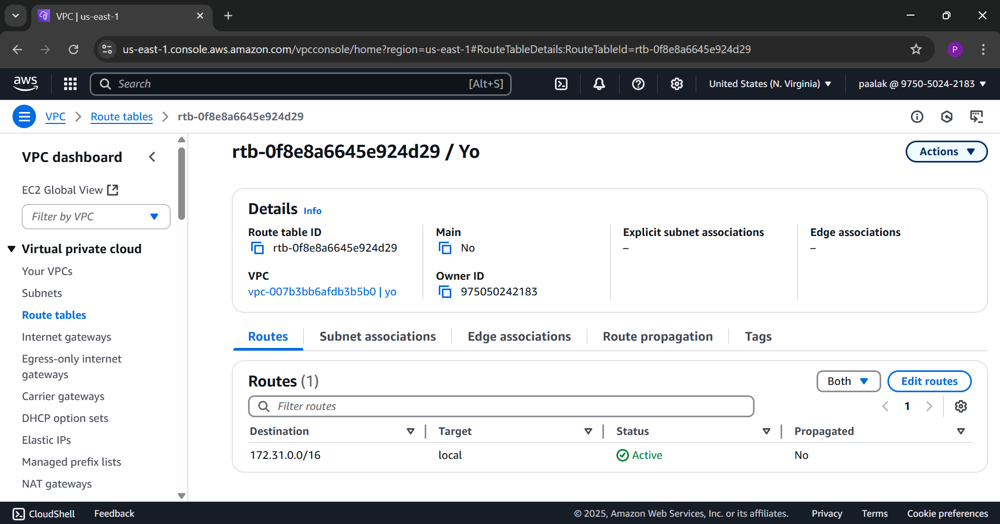 VPC | us-east-1
us-east-1.console.aws.amazon.com/vpcconsole/home?region=us-east-1#RouteTableDetails:RouteTableId=rtb-0f8e8a6645e924d29
P
aws
Search
[Alt+S]
United States (N. Virginia)
paalak @ 9750-5024-2183
VPC
Route tables
rtb-0f8e8a6645e924d29
VPC dashboard
EC2 Global View
Filter by VPC
Virtual private cloud
Your VPCs
Subnets
Route tables
Internet gateways
Egress-only internet
gateways
Carrier gateways
DHCP option sets
Elastic IPs
Managed prefix lists
NAT gateways
rtb-0f8e8a6645e924d29 / Yo
Actions
Details Info
Route table ID
rtb-0f8e8a6645e924d29
Main
No
Explicit subnet associations
–
Edge associations
–
VPC
vpc-007b3bb6afdb3b5b0 | yo
Owner ID
975050242183
Routes
Subnet associations
Edge associations
Route propagation
Tags
Routes (1)
Both
Edit routes
Filter routes
1
Destination
Target
Status
Propagated
172.31.0.0/16
local
Active
No
CloudShell
Feedback
© 2025, Amazon Web Services, Inc. or its affiliates.
Privacy
Terms
Cookie preferences